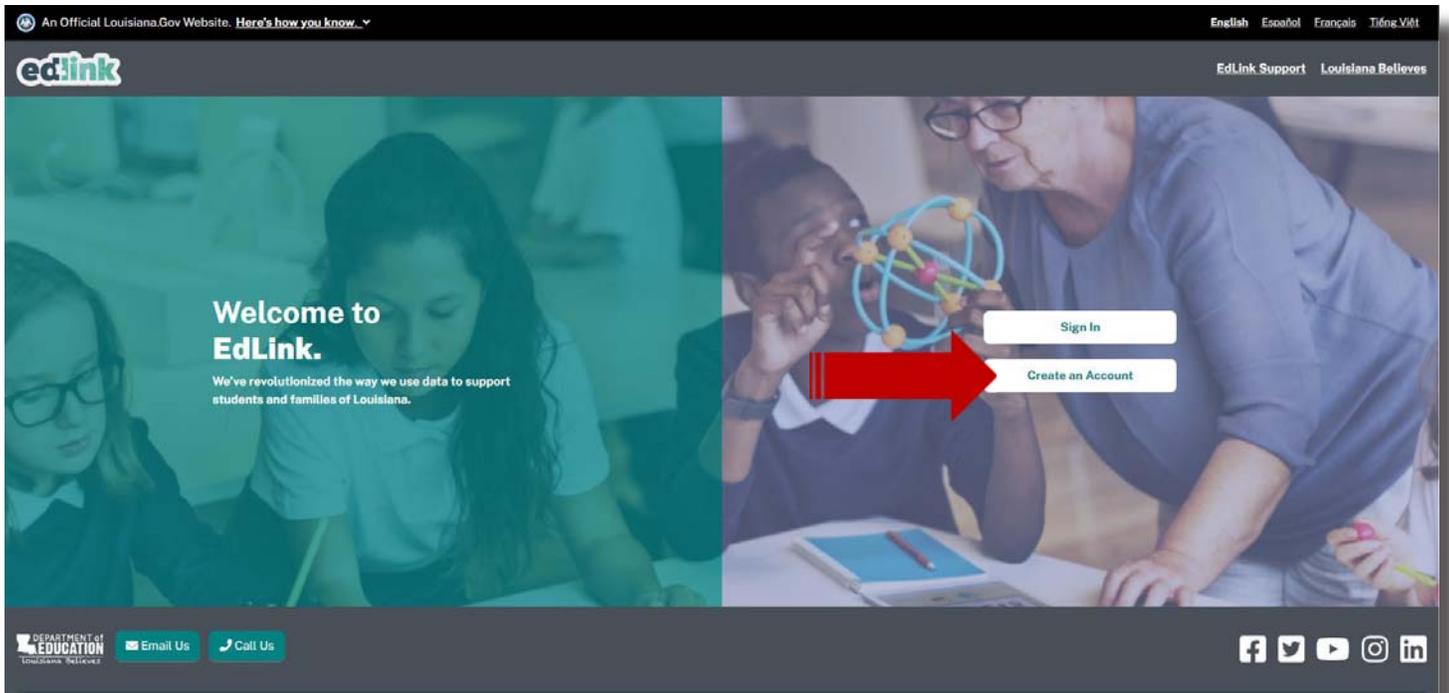 An Official Louisiana.Gov Website. Here's how you know.
English Español Français Tiếng Việt
ed:link
EdLink Support Louisiana Believes
Welcome to
EdLink.
We've revolutionized the way we use data to support
students and families of Louisiana.
Sign In
Create an Account
DEPARTMENT of
EDUCATION
Louisiana Believes
Email Us
Call Us